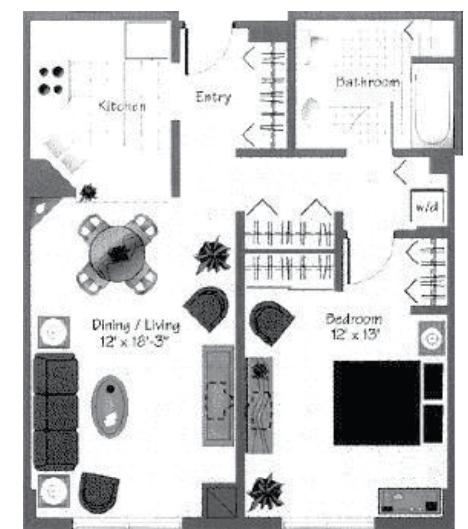 Kitchen
Entry
Bathroom
w/d
Dining / Living
12' x 18'-3"
Bedroom
12' x 13'